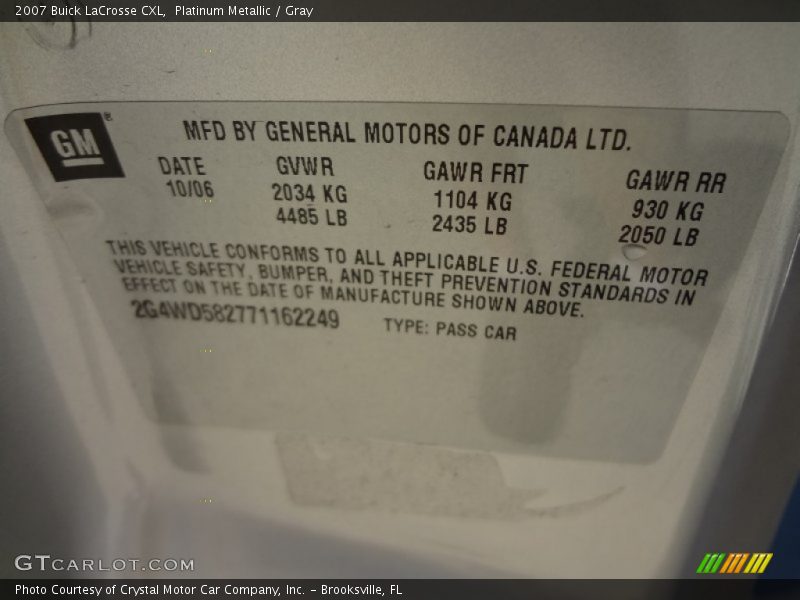 2007 Buick LaCrosse CXL,  Platinum Metallic / Gray
GM®
MFD BY GENERAL MOTORS OF CANADA LTD.
DATE GVWR GAWR FRT GAWR RR
10/06 2034 KG 1104 KG 930 KG
4485 LB 2435 LB 2050 LB
THIS VEHICLE CONFORMS TO ALL APPLICABLE U.S. FEDERAL MOTOR
VEHICLE SAFETY, BUMPER, AND THEFT PREVENTION STANDARDS IN
EFFECT ON THE DATE OF MANUFACTURE SHOWN ABOVE.
2G4WD582771162249 TYPE: PASS CAR
GTCARLOT.COM
Photo Courtesy of Crystal Motor Car Company, Inc. – Brooksville, FL